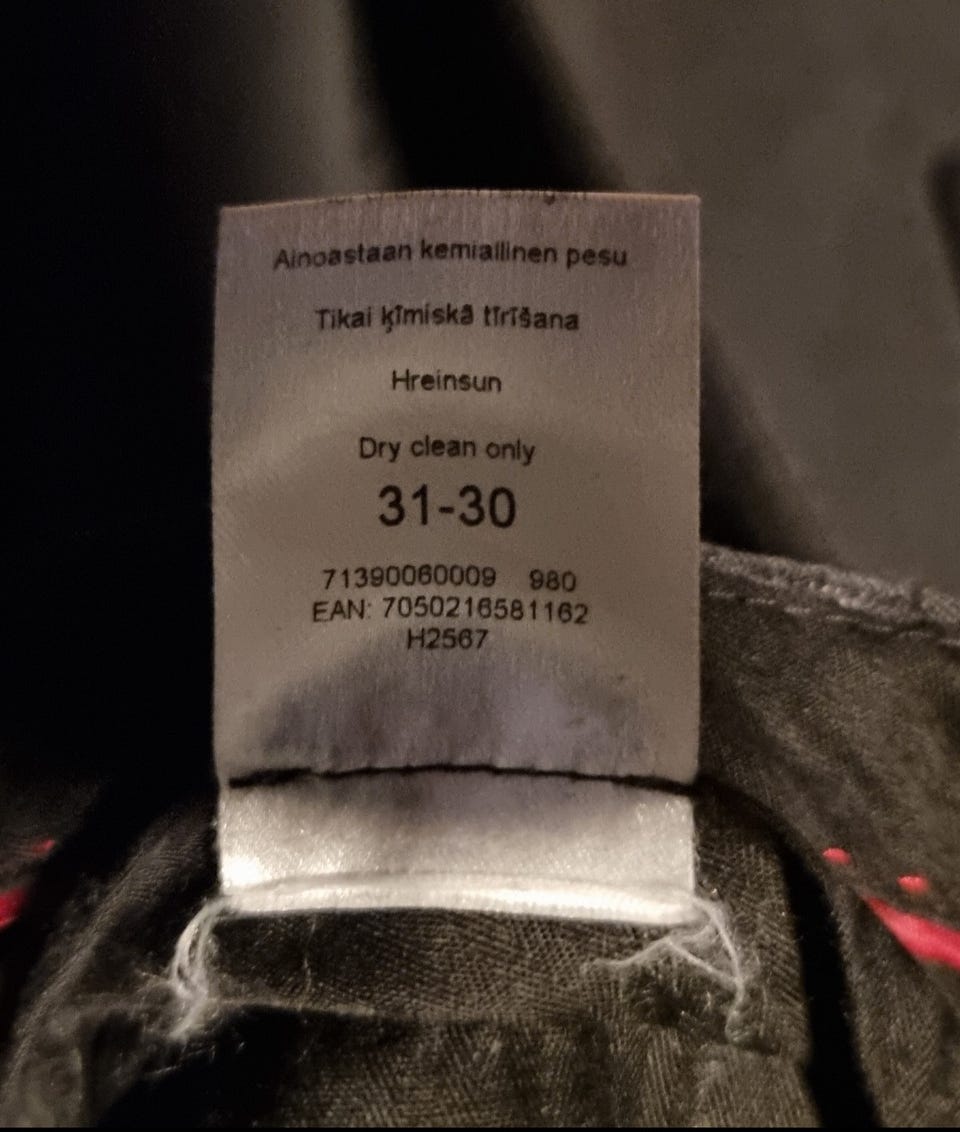 Ainoastaan kemiallinen pesu
Tikai ķīmiskā tīrīšana
Hreinsun
Dry clean only
31-30
71390060009 980
EAN: 7050216581162
H2567